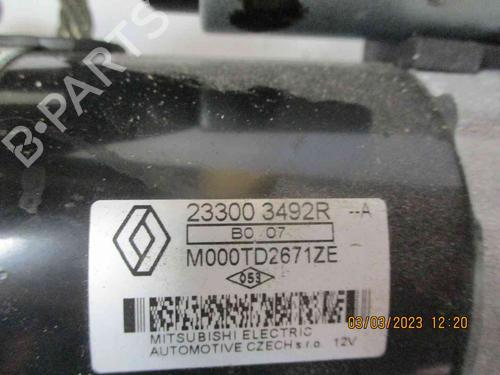 B-PARTS
23300 3492R --A
B0 07
M000TD2671ZE
053
MITSUBISHI ELECTRIC
AUTOMOTIVE CZECH s.r.o. 12V
03/03/2023 12:20